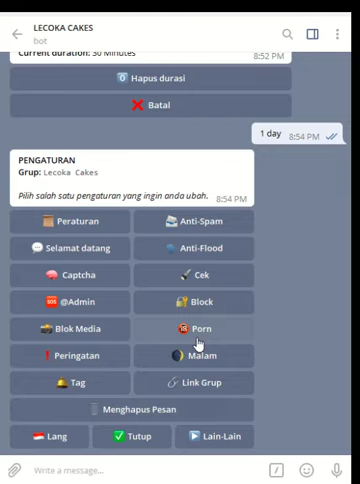 LECOKA CAKES
bot
Current duration: 30 Minutes
8:52 PM
Hapus durasi
Batal
1 day 8:54 PM
PENGATURAN
Grup: Lecoka Cakes
Pilih salah satu pengaturan yang ingin anda ubah. 8:54 PM
Peraturan Anti-Spam
Selamat datang Anti-Flood
Captcha Cek
SOS @Admin Block
Blok Media Porn
Peringatan Malam
Tag Link Grup
Menghapus Pesan
Lang Tutup Lain-Lain
Write a message...